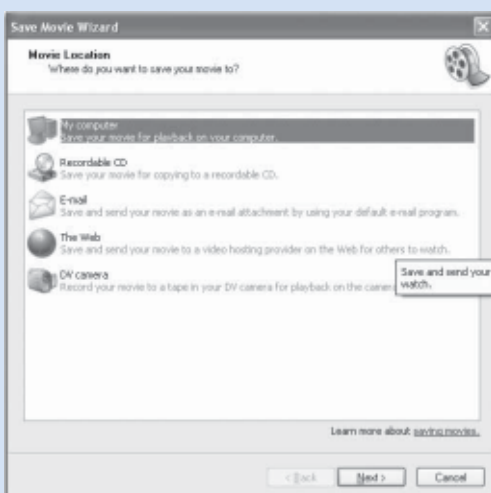 Save Movie Wizard
Movie Location
Where do you want to save your movie to?
My computer
Save your movie for playback on your computer.
Recordable CD
Save your movie for copying to a recordable CD.
E-mail
Save and send your movie as an e-mail attachment by using your default e-mail program.
The Web
Save and send your movie to a video hosting provider on the Web for others to watch.
DV camera
Record your movie to a tape in your DV camera for playback on the camera
Save and send your
watch.
Learn more about saving movies.
< Back
Next >
Cancel